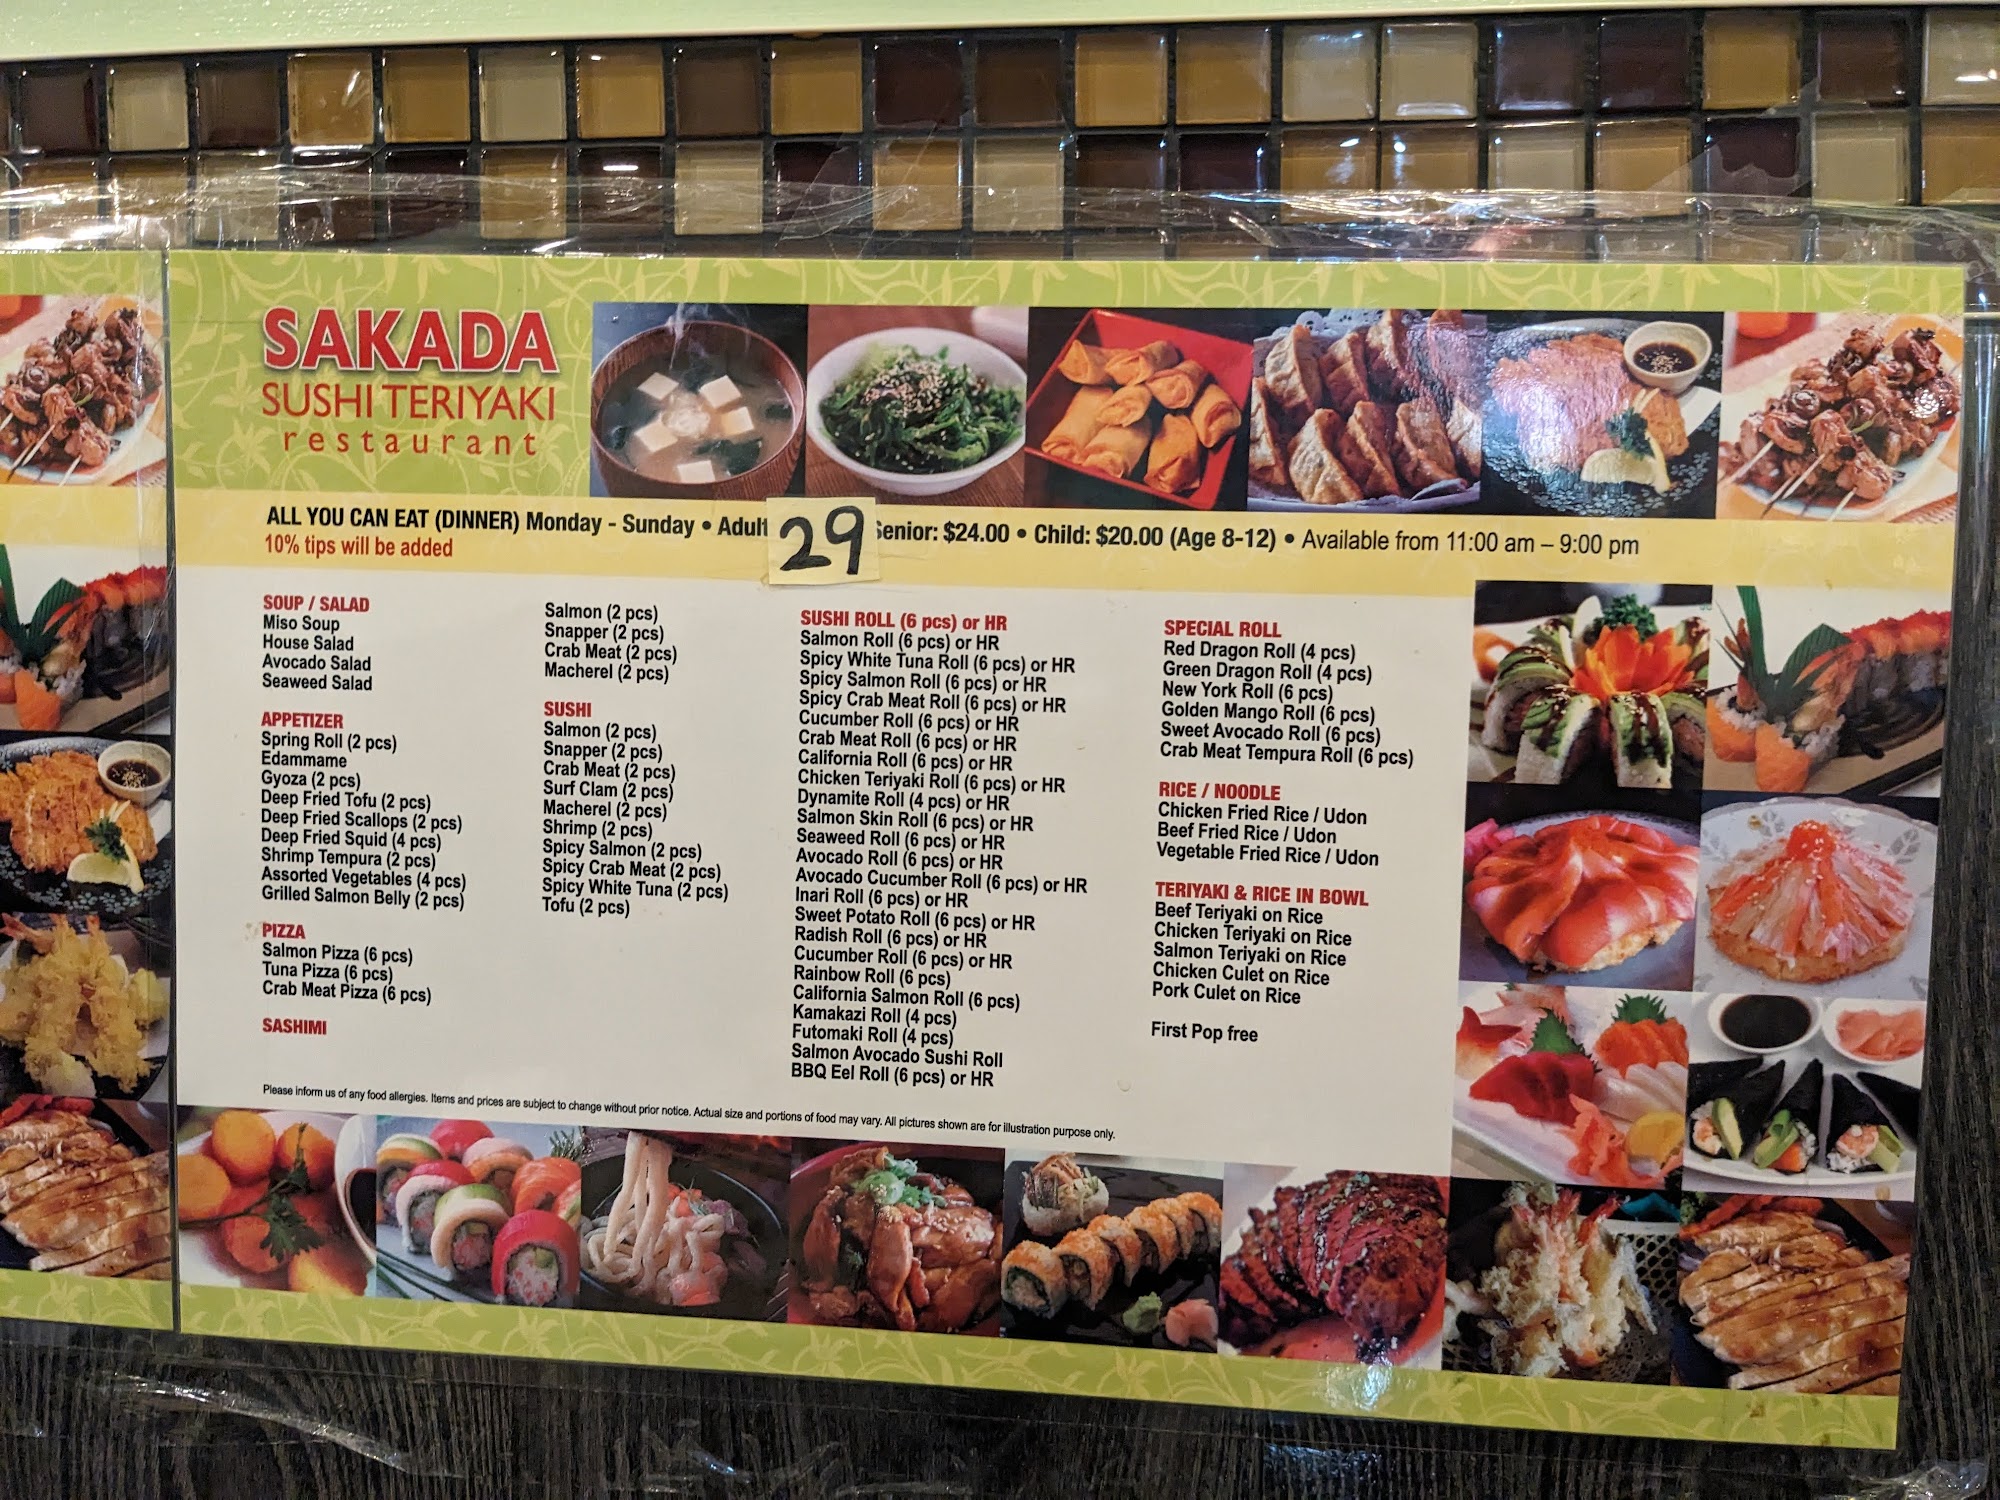 SAKADA
SUSHI TERIYAKI
restaurant
ALL YOU CAN EAT (DINNER) Monday - Sunday • Adult 29 Senior: $24.00 • Child: $20.00 (Age 8-12) • Available from 11:00 am – 9:00 pm
10% tips will be added
SOUP / SALAD
Miso Soup
House Salad
Avocado Salad
Seaweed Salad
APPETIZER
Spring Roll (2 pcs)
Edammame
Gyoza (2 pcs)
Deep Fried Tofu (2 pcs)
Deep Fried Scallops (2 pcs)
Deep Fried Squid (4 pcs)
Shrimp Tempura (2 pcs)
Assorted Vegetables (4 pcs)
Grilled Salmon Belly (2 pcs)
PIZZA
Salmon Pizza (6 pcs)
Tuna Pizza (6 pcs)
Crab Meat Pizza (6 pcs)
SASHIMI
Salmon (2 pcs)
Snapper (2 pcs)
Crab Meat (2 pcs)
Macherel (2 pcs)
SUSHI
Salmon (2 pcs)
Snapper (2 pcs)
Crab Meat (2 pcs)
Surf Clam (2 pcs)
Macherel (2 pcs)
Shrimp (2 pcs)
Spicy Salmon (2 pcs)
Spicy Crab Meat (2 pcs)
Spicy White Tuna (2 pcs)
Tofu (2 pcs)
SUSHI ROLL (6 pcs) or HR
Salmon Roll (6 pcs) or HR
Spicy White Tuna Roll (6 pcs) or HR
Spicy Salmon Roll (6 pcs) or HR
Spicy Crab Meat Roll (6 pcs) or HR
Cucumber Roll (6 pcs) or HR
Crab Meat Roll (6 pcs) or HR
California Roll (6 pcs) or HR
Chicken Teriyaki Roll (6 pcs) or HR
Dynamite Roll (4 pcs) or HR
Salmon Skin Roll (6 pcs) or HR
Seaweed Roll (6 pcs) or HR
Avocado Roll (6 pcs) or HR
Avocado Cucumber Roll (6 pcs) or HR
Inari Roll (6 pcs) or HR
Sweet Potato Roll (6 pcs) or HR
Radish Roll (6 pcs) or HR
Cucumber Roll (6 pcs) or HR
Rainbow Roll (6 pcs)
California Salmon Roll (6 pcs)
Kamakazi Roll (4 pcs)
Futomaki Roll (4 pcs)
Salmon Avocado Sushi Roll
BBQ Eel Roll (6 pcs) or HR
SPECIAL ROLL
Red Dragon Roll (4 pcs)
Green Dragon Roll (4 pcs)
New York Roll (6 pcs)
Golden Mango Roll (6 pcs)
Sweet Avocado Roll (6 pcs)
Crab Meat Tempura Roll (6 pcs)
RICE / NOODLE
Chicken Fried Rice / Udon
Beef Fried Rice / Udon
Vegetable Fried Rice / Udon
TERIYAKI & RICE IN BOWL
Beef Teriyaki on Rice
Chicken Teriyaki on Rice
Salmon Teriyaki on Rice
Chicken Culet on Rice
Pork Culet on Rice
First Pop free
Please inform us of any food allergies. Items and prices are subject to change without prior notice. Actual size and portions of food may vary. All pictures shown are for illustration purpose only.